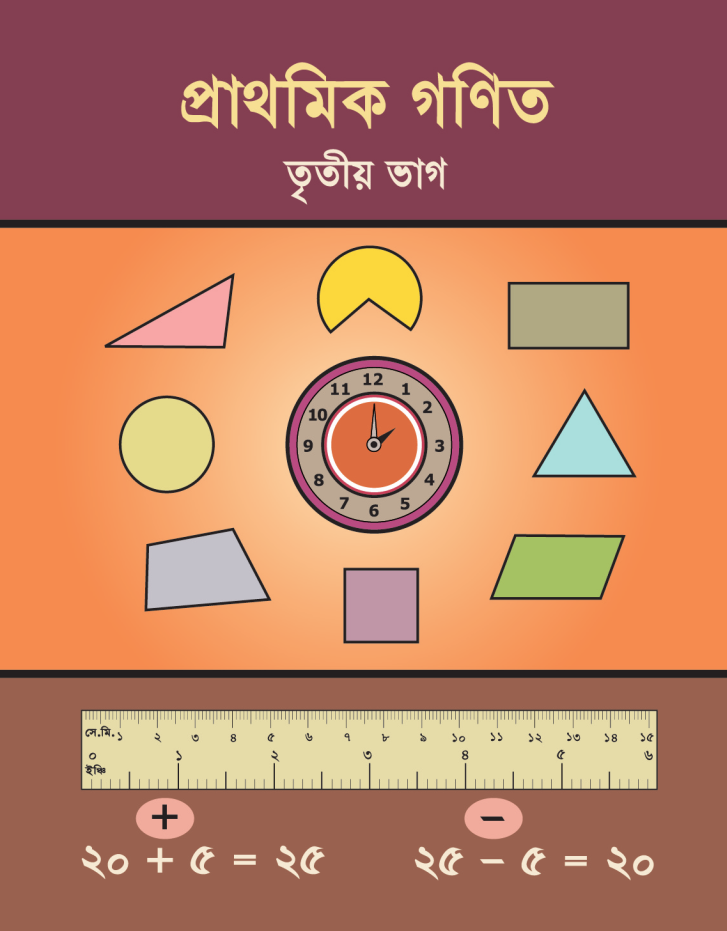 প্রাথমিক গণিত
তৃতীয় ভাগ
12
11 1
10 2
9 3
8 4
7 5
6
সে.মি. ১ ২ ৩ ৪ ৫ ৬ ৭ ৮ ৯ ১০ ১১ ১২ ১৩ ১৪ ১৫
০ ১ ২ ৩ ৪ ৫ ৬
ইঞ্চি
+ –
২০ + ৫ = ২৫ ২৫ – ৫ = ২০